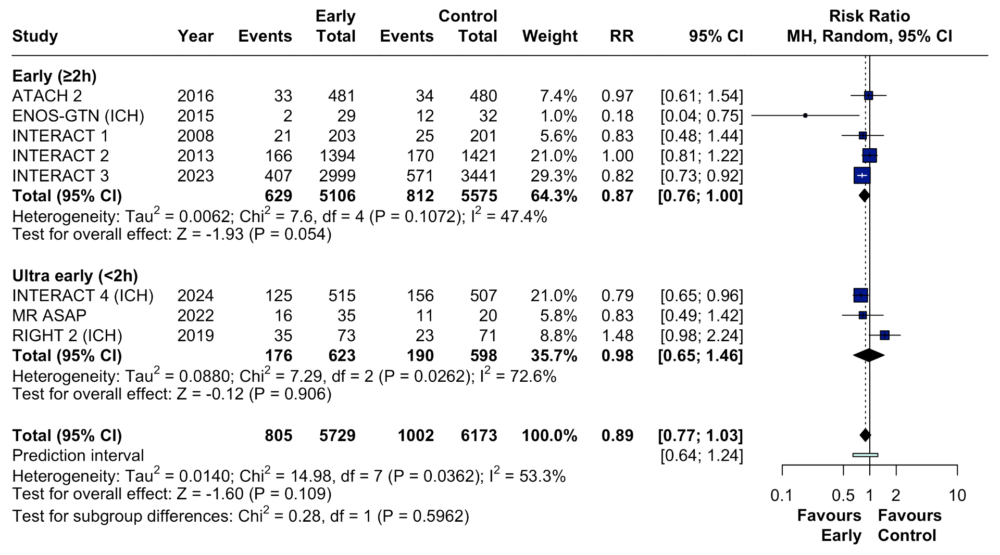 Early Control Risk Ratio
Study Year Events Total Events Total Weight RR 95% CI MH, Random, 95% CI
Early (≥2h)
ATACH 2 2016 33 481 34 480 7.4% 0.97 [0.61; 1.54]
ENOS-GTN (ICH) 2015 2 29 12 32 1.0% 0.18 [0.04; 0.75]
INTERACT 1 2008 21 203 25 201 5.6% 0.83 [0.48; 1.44]
INTERACT 2 2013 166 1394 170 1421 21.0% 1.00 [0.81; 1.22]
INTERACT 3 2023 407 2999 571 3441 29.3% 0.82 [0.73; 0.92]
Total (95% CI) 629 5106 812 5575 64.3% 0.87 [0.76; 1.00]
Heterogeneity: Tau² = 0.0062; Chi² = 7.6, df = 4 (P = 0.1072); I² = 47.4%
Test for overall effect: Z = -1.93 (P = 0.054)
Ultra early (<2h)
INTERACT 4 (ICH) 2024 125 515 156 507 21.0% 0.79 [0.65; 0.96]
MR ASAP 2022 16 35 11 20 5.8% 0.83 [0.49; 1.42]
RIGHT 2 (ICH) 2019 35 73 23 71 8.8% 1.48 [0.98; 2.24]
Total (95% CI) 176 623 190 598 35.7% 0.98 [0.65; 1.46]
Heterogeneity: Tau² = 0.0880; Chi² = 7.29, df = 2 (P = 0.0262); I² = 72.6%
Test for overall effect: Z = -0.12 (P = 0.906)
Total (95% CI) 805 5729 1002 6173 100.0% 0.89 [0.77; 1.03]
Prediction interval [0.64; 1.24]
Heterogeneity: Tau² = 0.0140; Chi² = 14.98, df = 7 (P = 0.0362); I² = 53.3%
Test for overall effect: Z = -1.60 (P = 0.109) 0.1 0.5 1 2 10
Test for subgroup differences: Chi² = 0.28, df = 1 (P = 0.5962) Favours Favours
Early Control